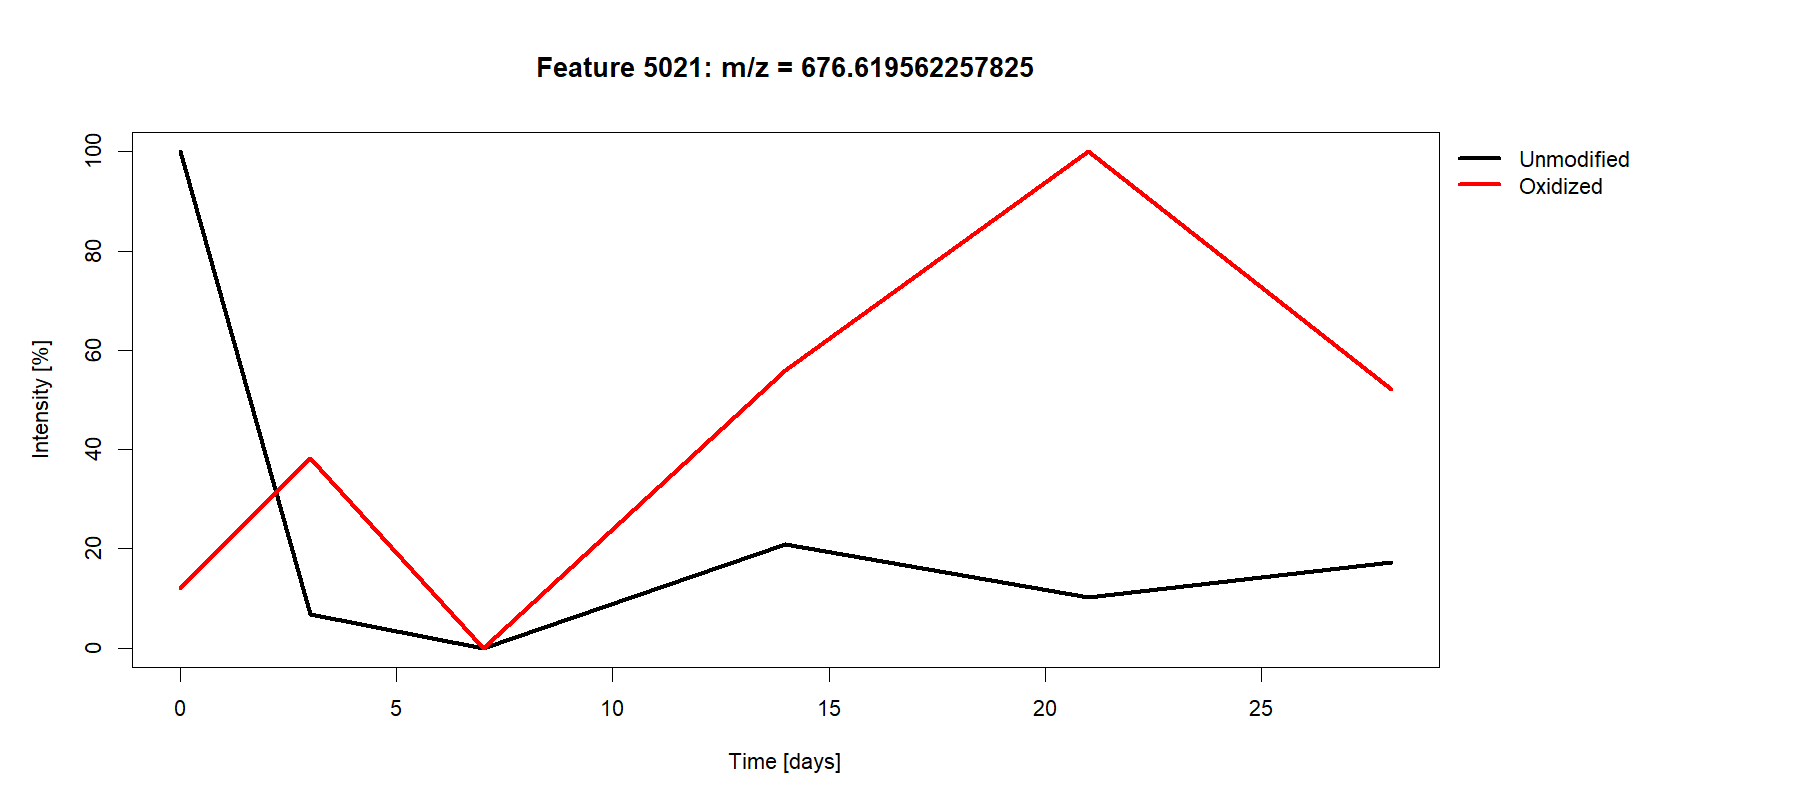 Feature 5021: m/z = 676.619562257825
Unmodified
Oxidized
Intensity [%]
100
80
60
40
20
0
0 5 10 15 20 25
Time [days]